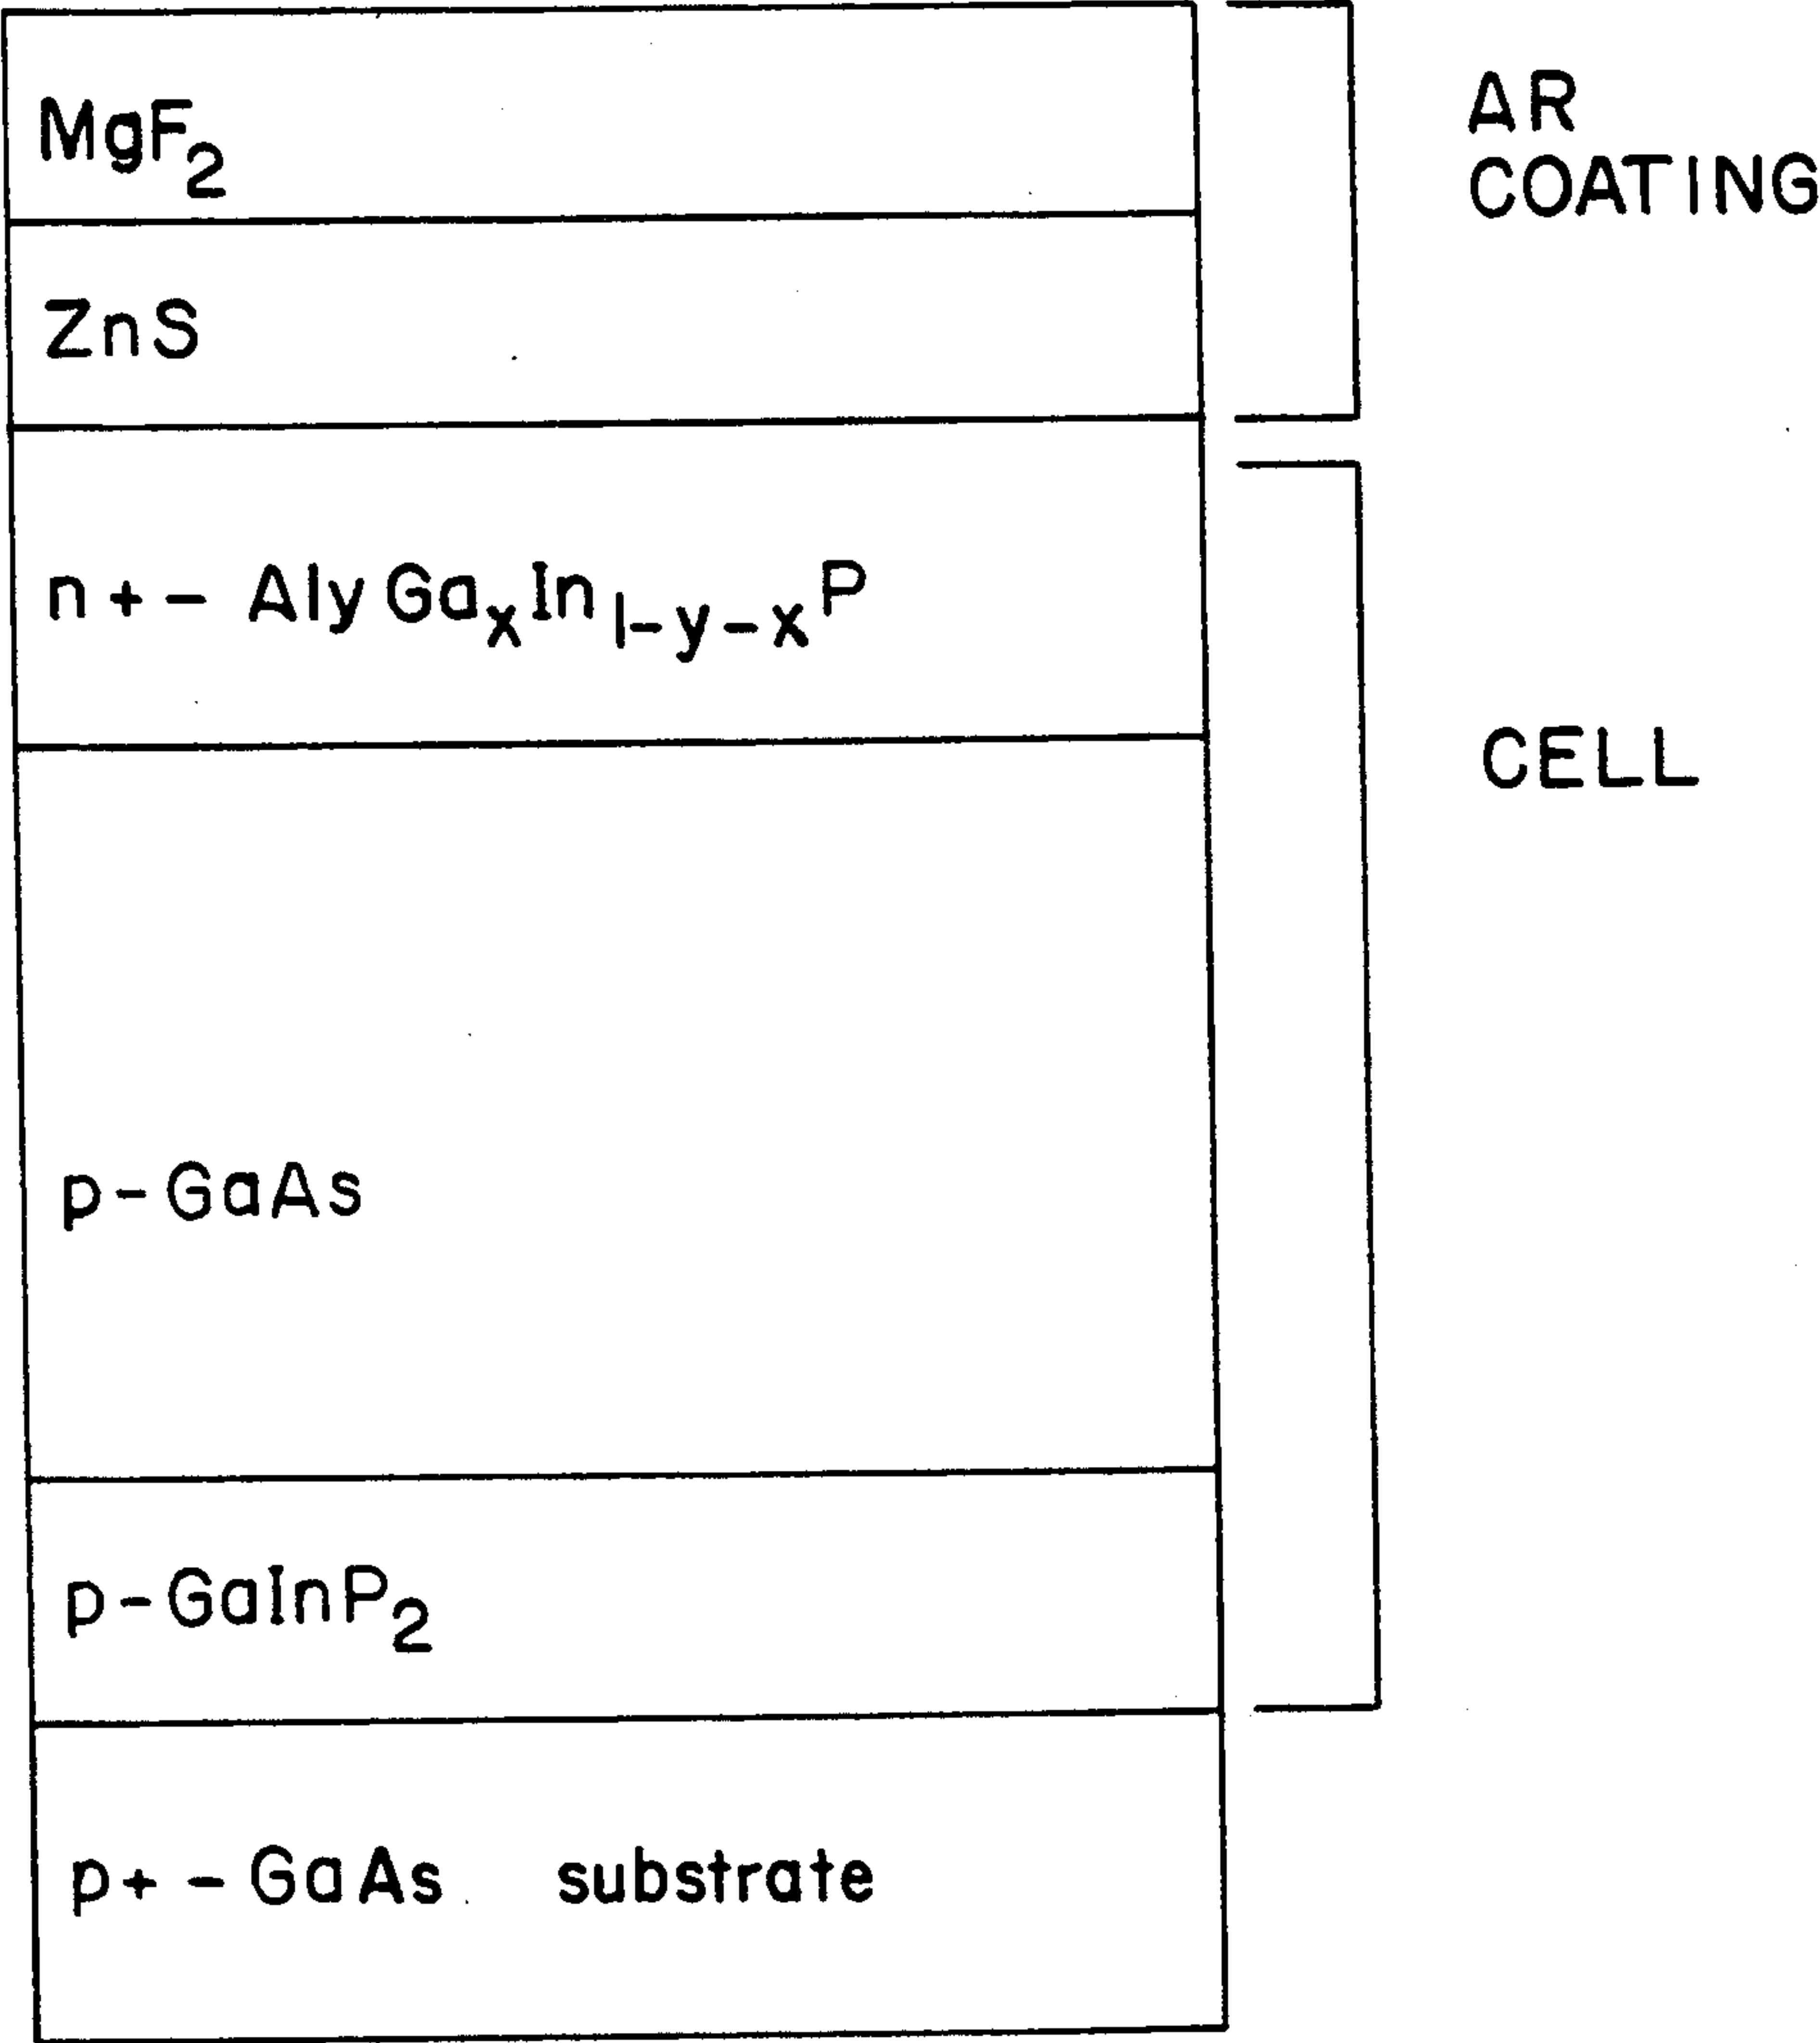 MgF₂
AR
COATING
ZnS
n+- AlyGaₓIn₁₋y₋ₓP
CELL
p-GaAs
p-GaInP₂
p+-GaAs substrate